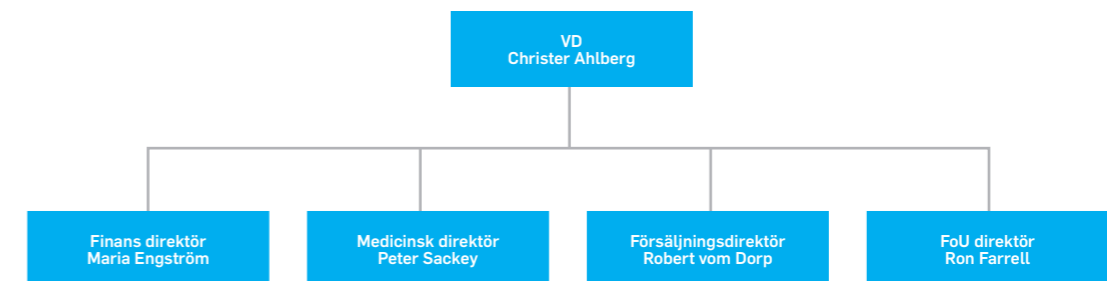 VD
Christer Ahlberg
Finans direktör
Maria Engström
Medicinsk direktör
Peter Sackey
Försäljningsdirektör
Robert vom Dorp
FoU direktör
Ron Farrell